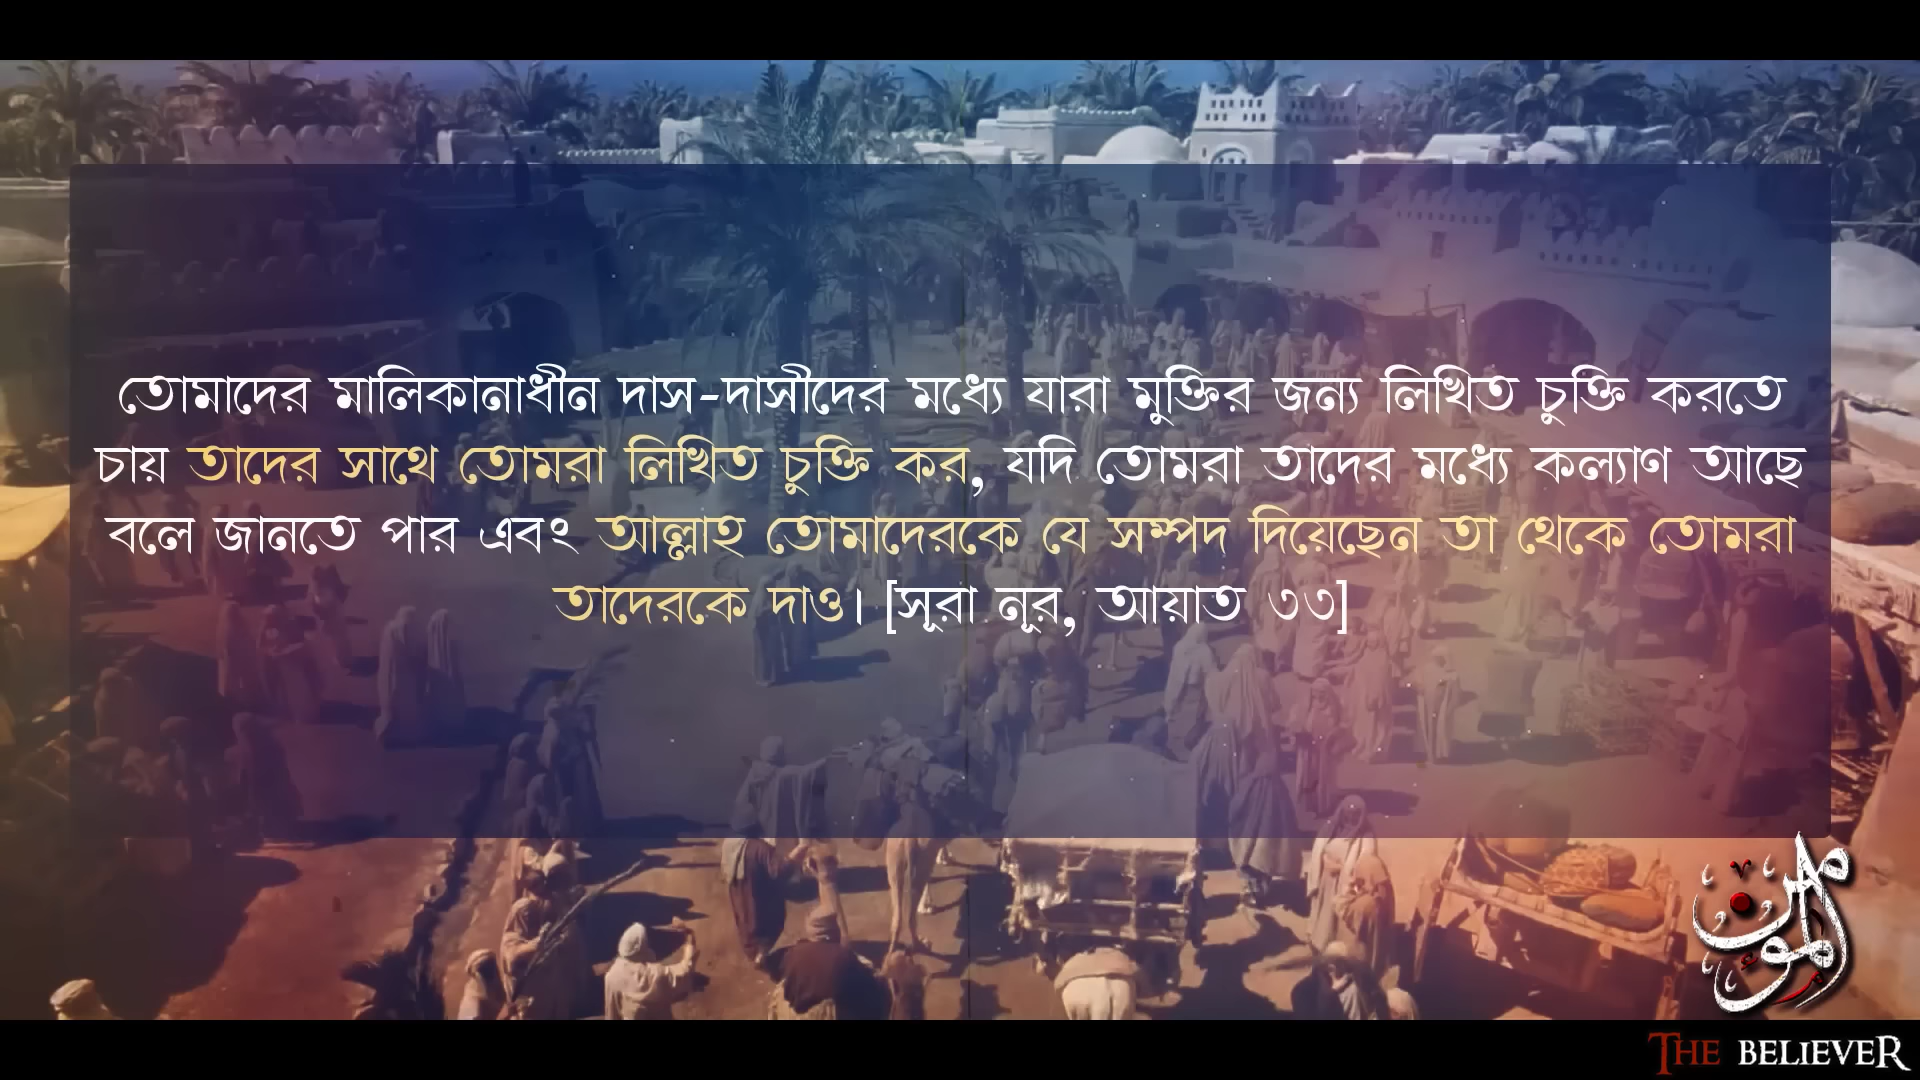 তোমাদের মালিকানাধীন দাস-দাসীদের মধ্যে যারা মুক্তির জন্য লিখিত চুক্তি করতে
চায় তাদের সাথে তোমরা লিখিত চুক্তি কর, যদি তোমরা তাদের মধ্যে কল্যাণ আছে
বলে জানতে পার এবং আল্লাহ তোমাদেরকে যে সম্পদ দিয়েছেন তা থেকে তোমরা
তাদেরকে দাও। [সূরা নূর, আয়াত ৩৩]
المؤمن
THE BELIEVER